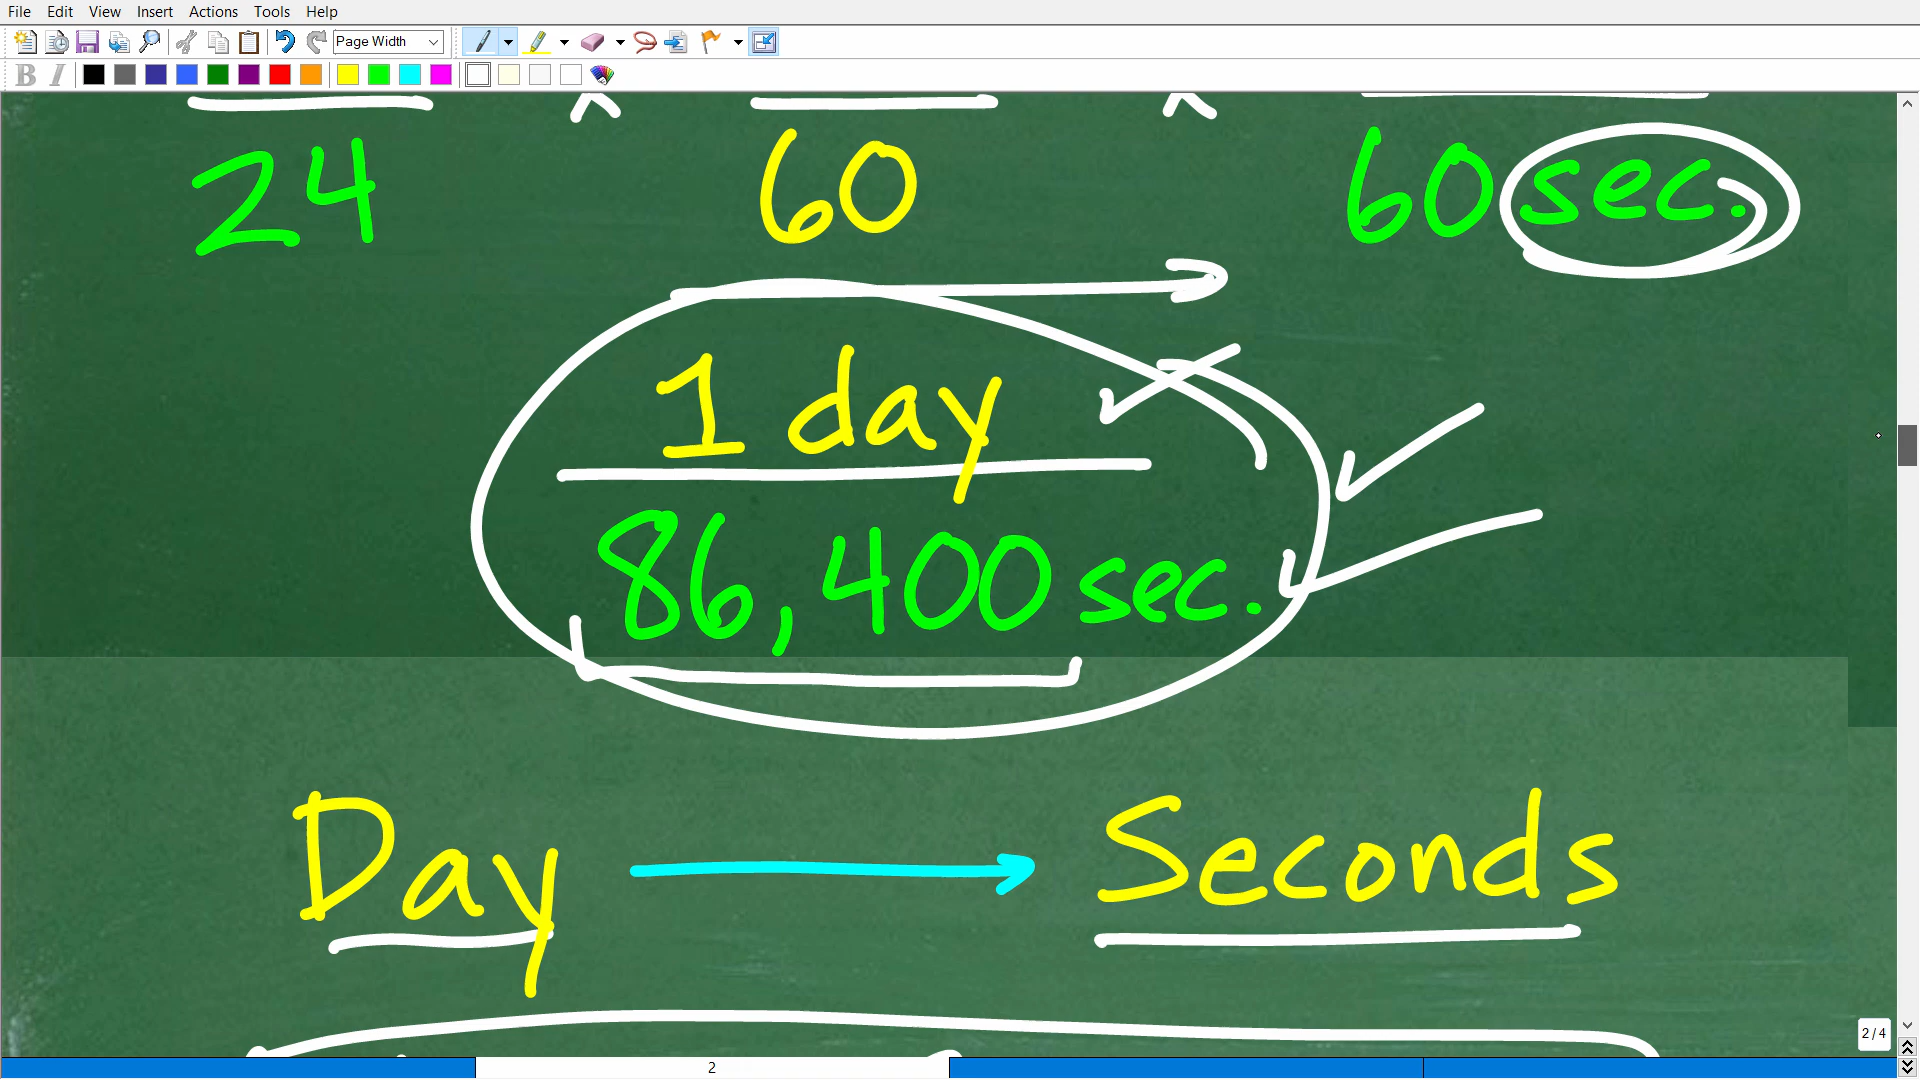 File Edit View Insert Actions Tools Help
Page Width
B I
24 60 60 sec.
1 day
86,400 sec.
Day Seconds
2/4
2